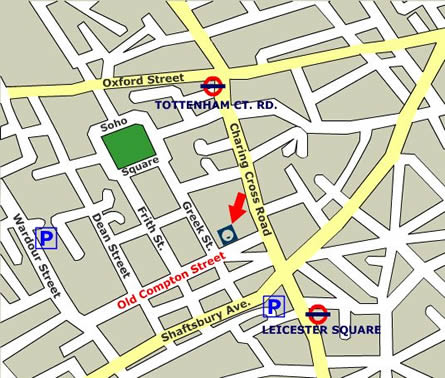 Oxford Street
TOTTENHAM CT. RD.
Soho
Square
Charing Cross Road
Wardour Street
P
Dean Street
Frith St.
Greek St.
Old Compton Street
Shaftsbury Ave.
P
LEICESTER SQUARE